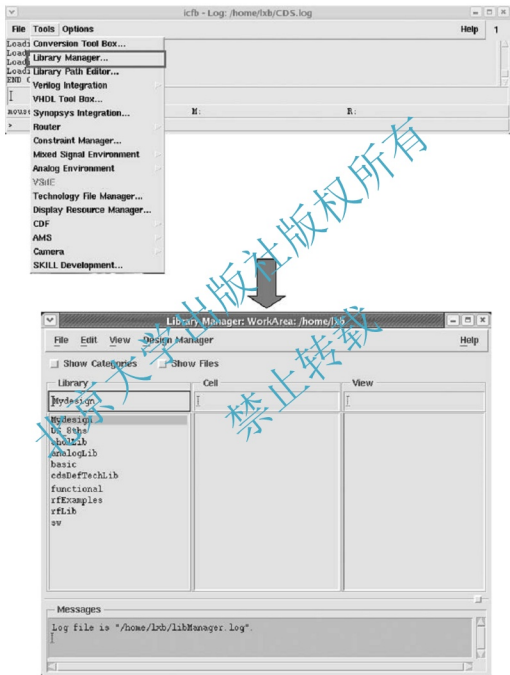 icfb - Log: /home/lxb/CDS.log
File Tools Options Help 1
Conversion Tool Box...
Library Manager...
Library Path Editor...
END
Verilog Integration
VHDL Tool Box...
Synopsys Integration...
M: R:
>
Router
Constraint Manager...
Mixed Signal Environment
Analog Environment
VSdE
Technology File Manager...
Display Resource Manager...
CDF
AMS
Camera
SKILL Development...
北京大学出版社版权所有
禁止转载
Library Manager: WorkArea: /home/lxb
File Edit View Design Manager Help
Show Categories Show Files
Library Cell View
Mydesign
Mydesign
US_8ths
ahdlLib
analogLib
basic
cdsDefTechLib
functional
rfExamples
rfLib
Messages
Log file is "/home/lxb/libManager.log".